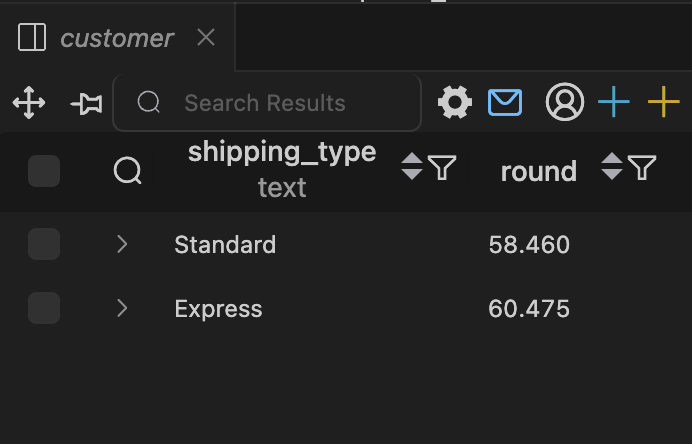 customer
Search Results
shipping_type
text
round
Standard 58.460
Express 60.475